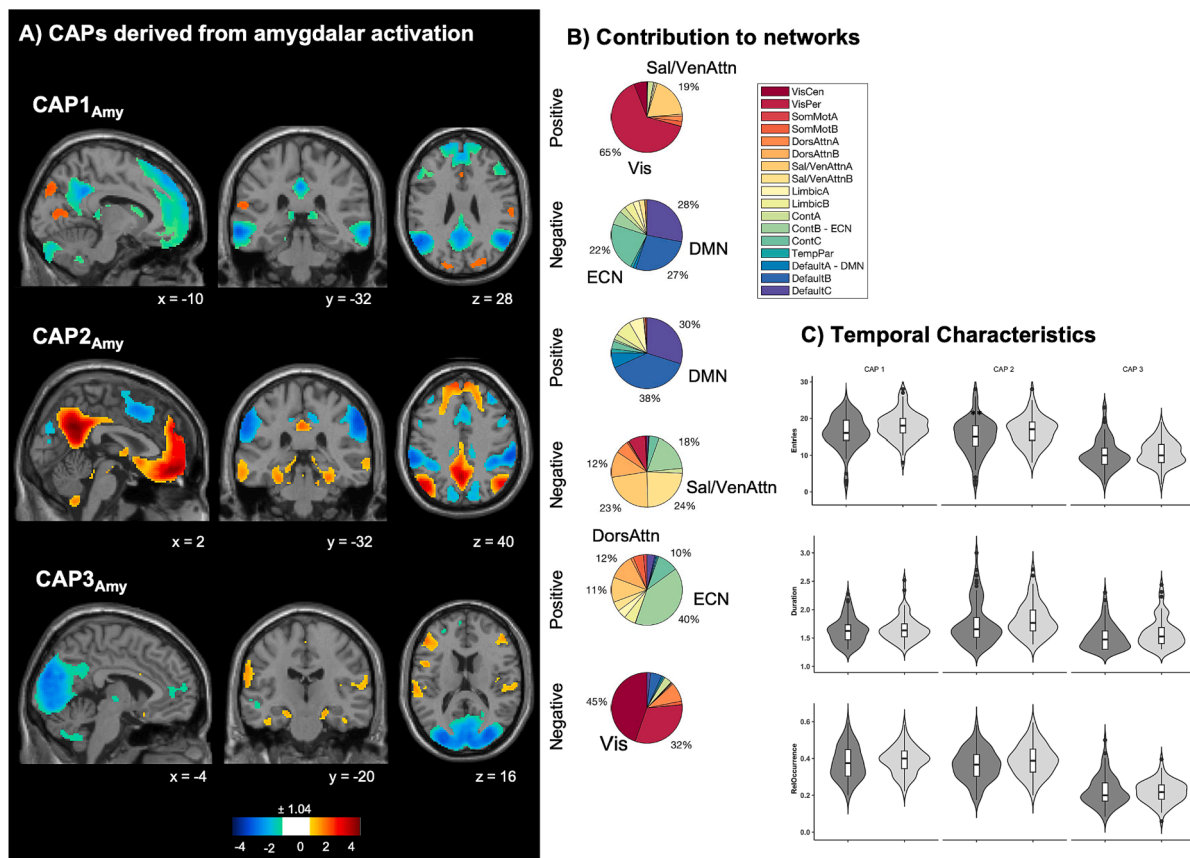 A) CAPs derived from amygdalar activation
CAP1Amy
x = -10
y = -32
z = 28
CAP2Amy
x = 2
y = -32
z = 40
CAP3Amy
x = -4
y = -20
z = 16
± 1.04
-4 -2 0 2 4
B) Contribution to networks
Sal/VenAttn
Positive
19%
65%
Vis
Negative
28%
22%
DMN
ECN
27%
Positive
30%
DMN
38%
Negative
18%
12%
Sal/VenAttn
23%
24%
DorsAttn
Positive
12%
10%
11%
ECN
40%
Negative
45%
Vis
32%
VisCen
VisPer
SomMotA
SomMotB
DorsAttnA
DorsAttnB
Sal/VenAttnA
Sal/VenAttnB
LimbicA
LimbicB
ContA
ContB - ECN
ContC
TempPar
DefaultA - DMN
DefaultB
DefaultC
C) Temporal Characteristics
CAP 1 CAP 2 CAP 3
Entries
30
20
10
0
Duration
3.0
2.5
2.0
1.5
1.0
RelOccurrence
0.6
0.4
0.2
0.0